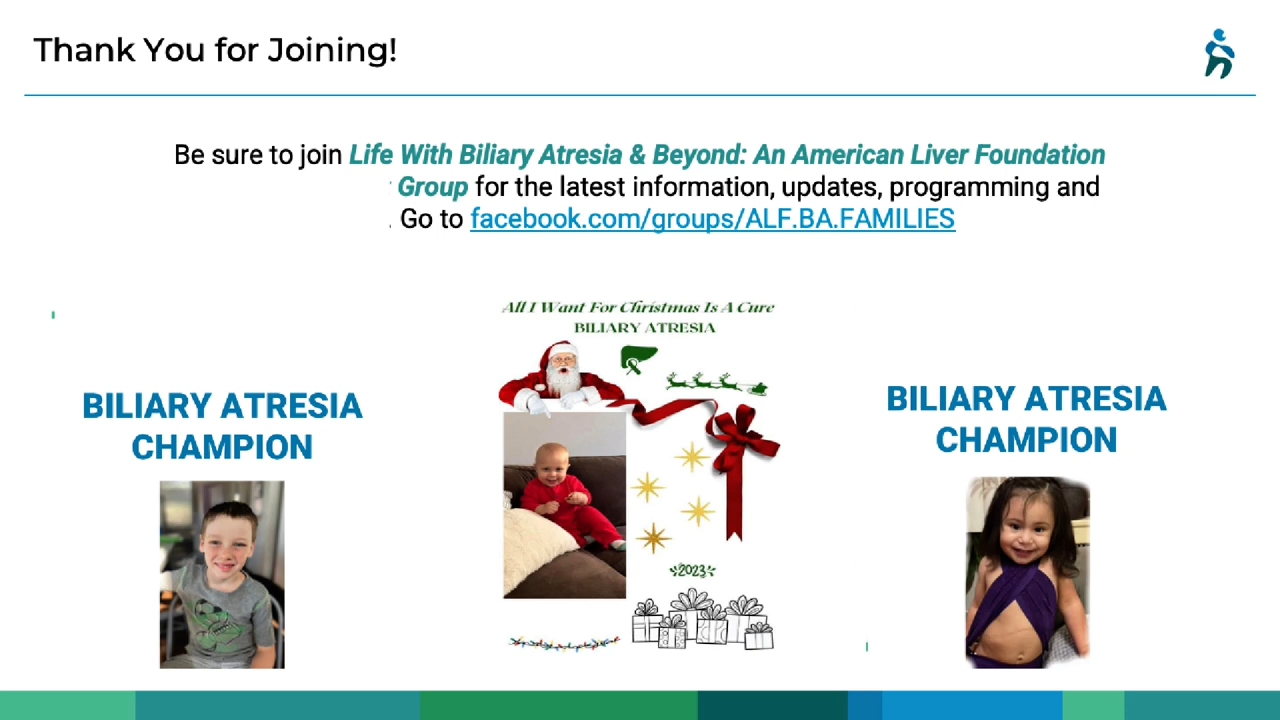 Thank You for Joining!
Be sure to join Life With Biliary Atresia & Beyond: An American Liver Foundation
Group for the latest information, updates, programming and
. Go to facebook.com/groups/ALF.BA.FAMILIES
All I Want For Christmas Is A Cure
BILIARY ATRESIA
BILIARY ATRESIA
CHAMPION
BILIARY ATRESIA
CHAMPION
2023